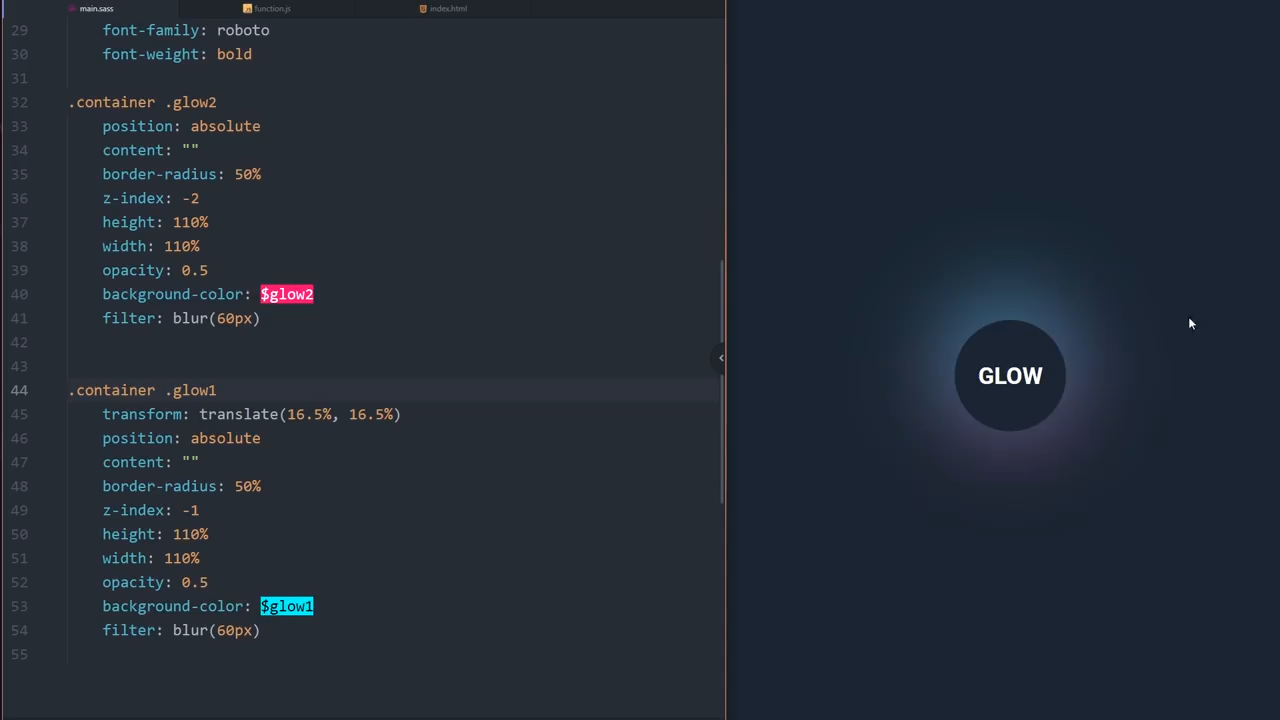 main.sass
function.js
index.html
29 font-family: roboto
30 font-weight: bold
31
32 .container .glow2
33 position: absolute
34 content: ""
35 border-radius: 50%
36 z-index: -2
37 height: 110%
38 width: 110%
39 opacity: 0.5
40 background-color: $glow2
41 filter: blur(60px)
42
43
44 .container .glow1
45 transform: translate(16.5%, 16.5%)
46 position: absolute
47 content: ""
48 border-radius: 50%
49 z-index: -1
50 height: 110%
51 width: 110%
52 opacity: 0.5
53 background-color: $glow1
54 filter: blur(60px)
55
GLOW